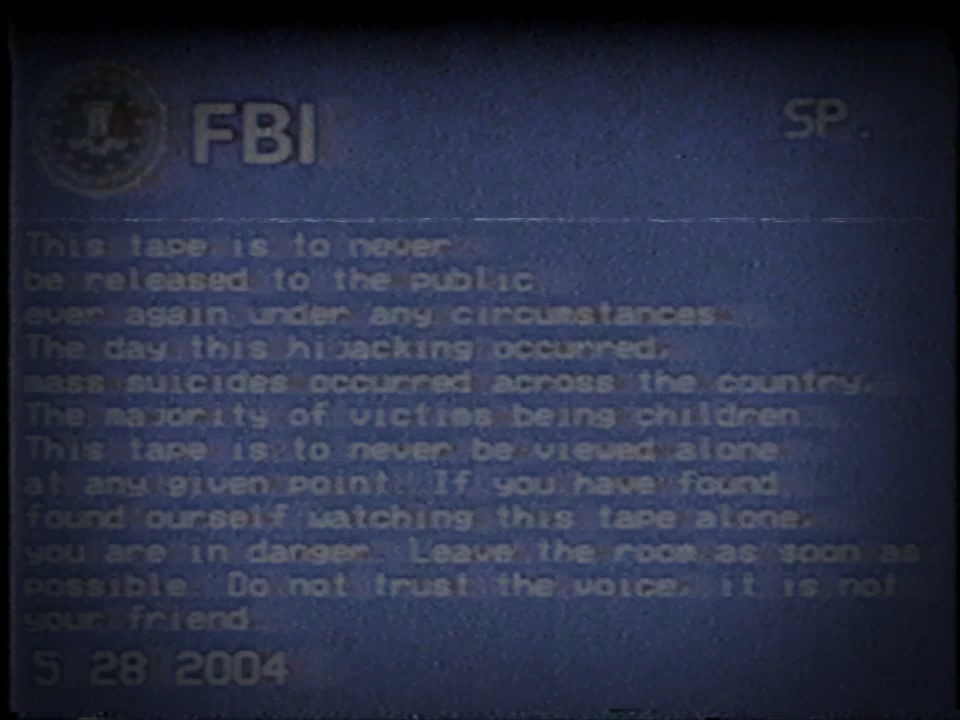 FBI
SP.
This tape is to never
be released to the public
ever again under any circumstances.
The day this hijacking occurred,
mass suicides occurred across the country,
The majority of victims being children.
This tape is to never be viewed alone
at any given point. If you have found
found ourself watching this tape alone,
you are in danger. Leave the room as soon as
possible. Do not trust the voice, it is not
your friend.
5 28 2004